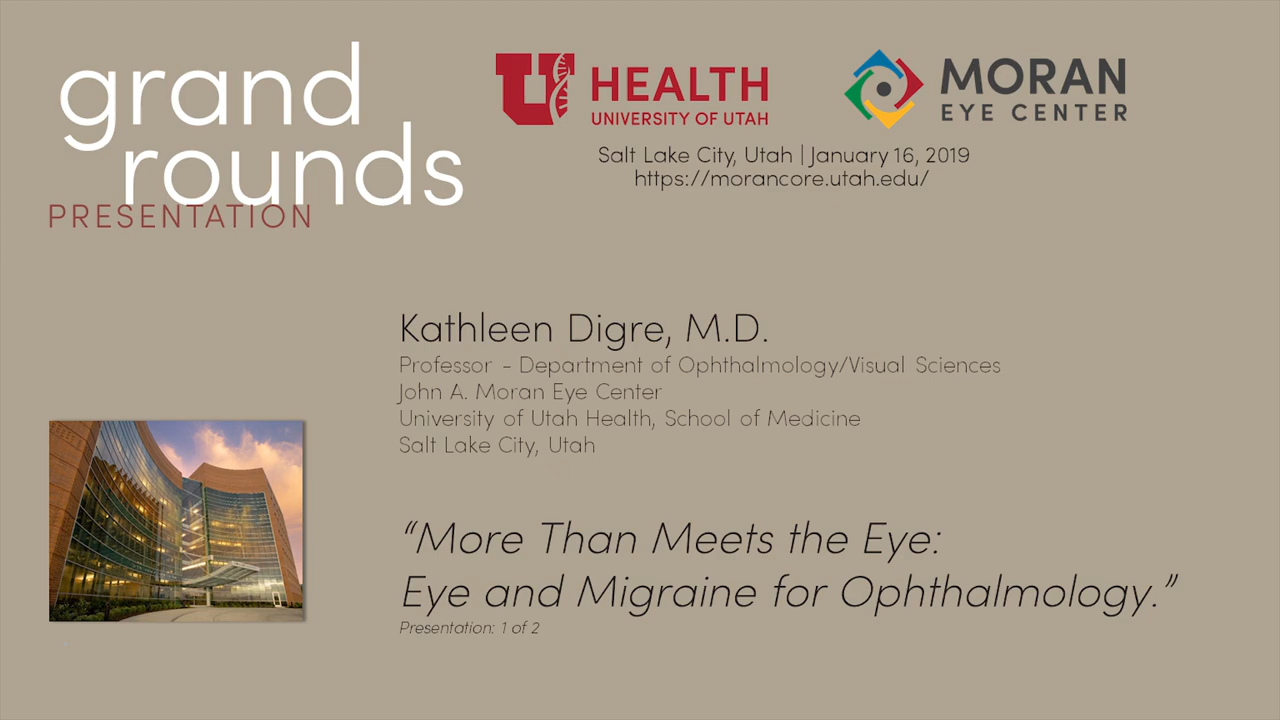 grand
rounds
PRESENTATION
U HEALTH
UNIVERSITY OF UTAH
MORAN
EYE CENTER
Salt Lake City, Utah | January 16, 2019
https://morancore.utah.edu/
Kathleen Digre, M.D.
Professor - Department of Ophthalmology/Visual Sciences
John A. Moran Eye Center
University of Utah Health, School of Medicine
Salt Lake City, Utah
“More Than Meets the Eye:
Eye and Migraine for Ophthalmology.”
Presentation: 1 of 2